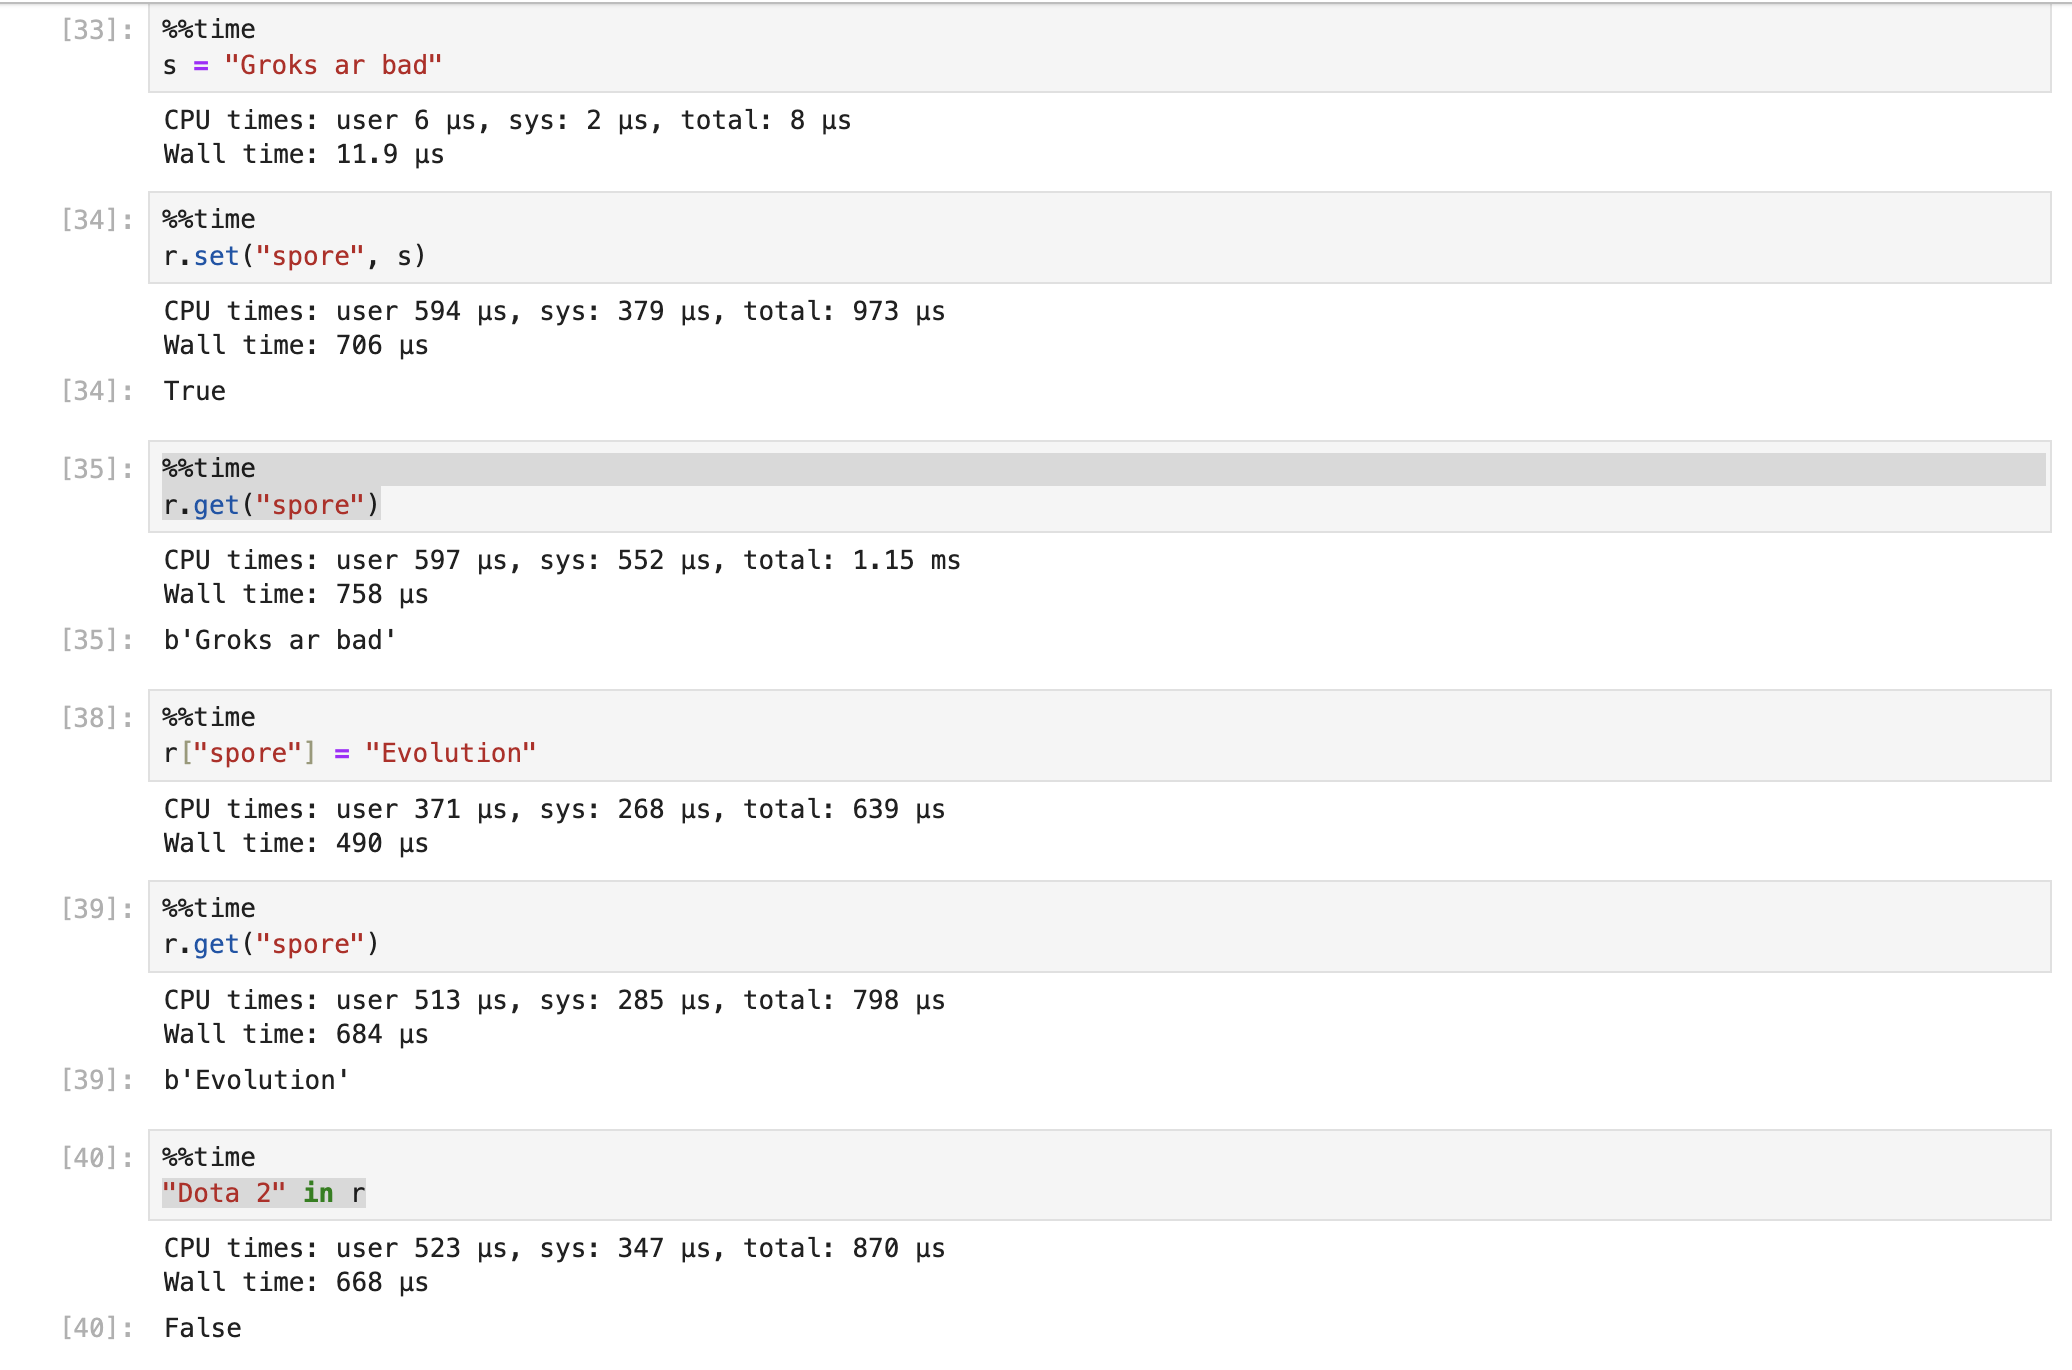 [33]: %%time
s = "Groks ar bad"
CPU times: user 6 µs, sys: 2 µs, total: 8 µs
Wall time: 11.9 µs
[34]: %%time
r.set("spore", s)
CPU times: user 594 µs, sys: 379 µs, total: 973 µs
Wall time: 706 µs
[34]: True
[35]: %%time
r.get("spore")
CPU times: user 597 µs, sys: 552 µs, total: 1.15 ms
Wall time: 758 µs
[35]: b'Groks ar bad'
[38]: %%time
r["spore"] = "Evolution"
CPU times: user 371 µs, sys: 268 µs, total: 639 µs
Wall time: 490 µs
[39]: %%time
r.get("spore")
CPU times: user 513 µs, sys: 285 µs, total: 798 µs
Wall time: 684 µs
[39]: b'Evolution'
[40]: %%time
"Dota 2" in r
CPU times: user 523 µs, sys: 347 µs, total: 870 µs
Wall time: 668 µs
[40]: False